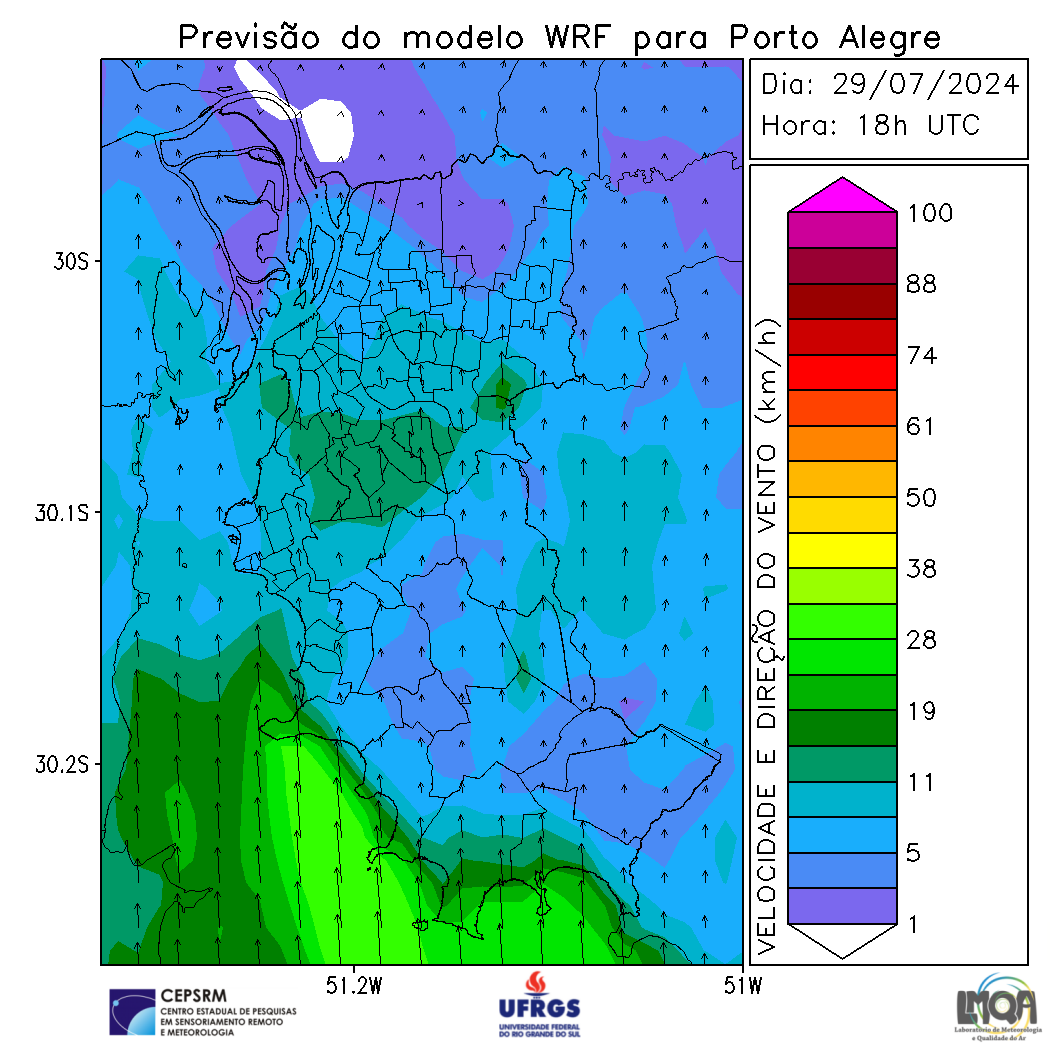 Previsão do modelo WRF para Porto Alegre
Dia: 29/07/2024
Hora: 18h UTC
30S
30.1S
30.2S
51.2W
51W
VELOCIDADE E DIREÇÃO DO VENTO (km/h)
100
88
74
61
50
38
28
19
11
5
1
CEPSRM
CENTRO ESTADUAL DE PESQUISAS
EM SENSORIAMENTO REMOTO
E METEOROLOGIA
UFRGS
UNIVERSIDADE FEDERAL
DO RIO GRANDE DO SUL
LMQA
Laboratório de Meteorologia
e Qualidade do Ar